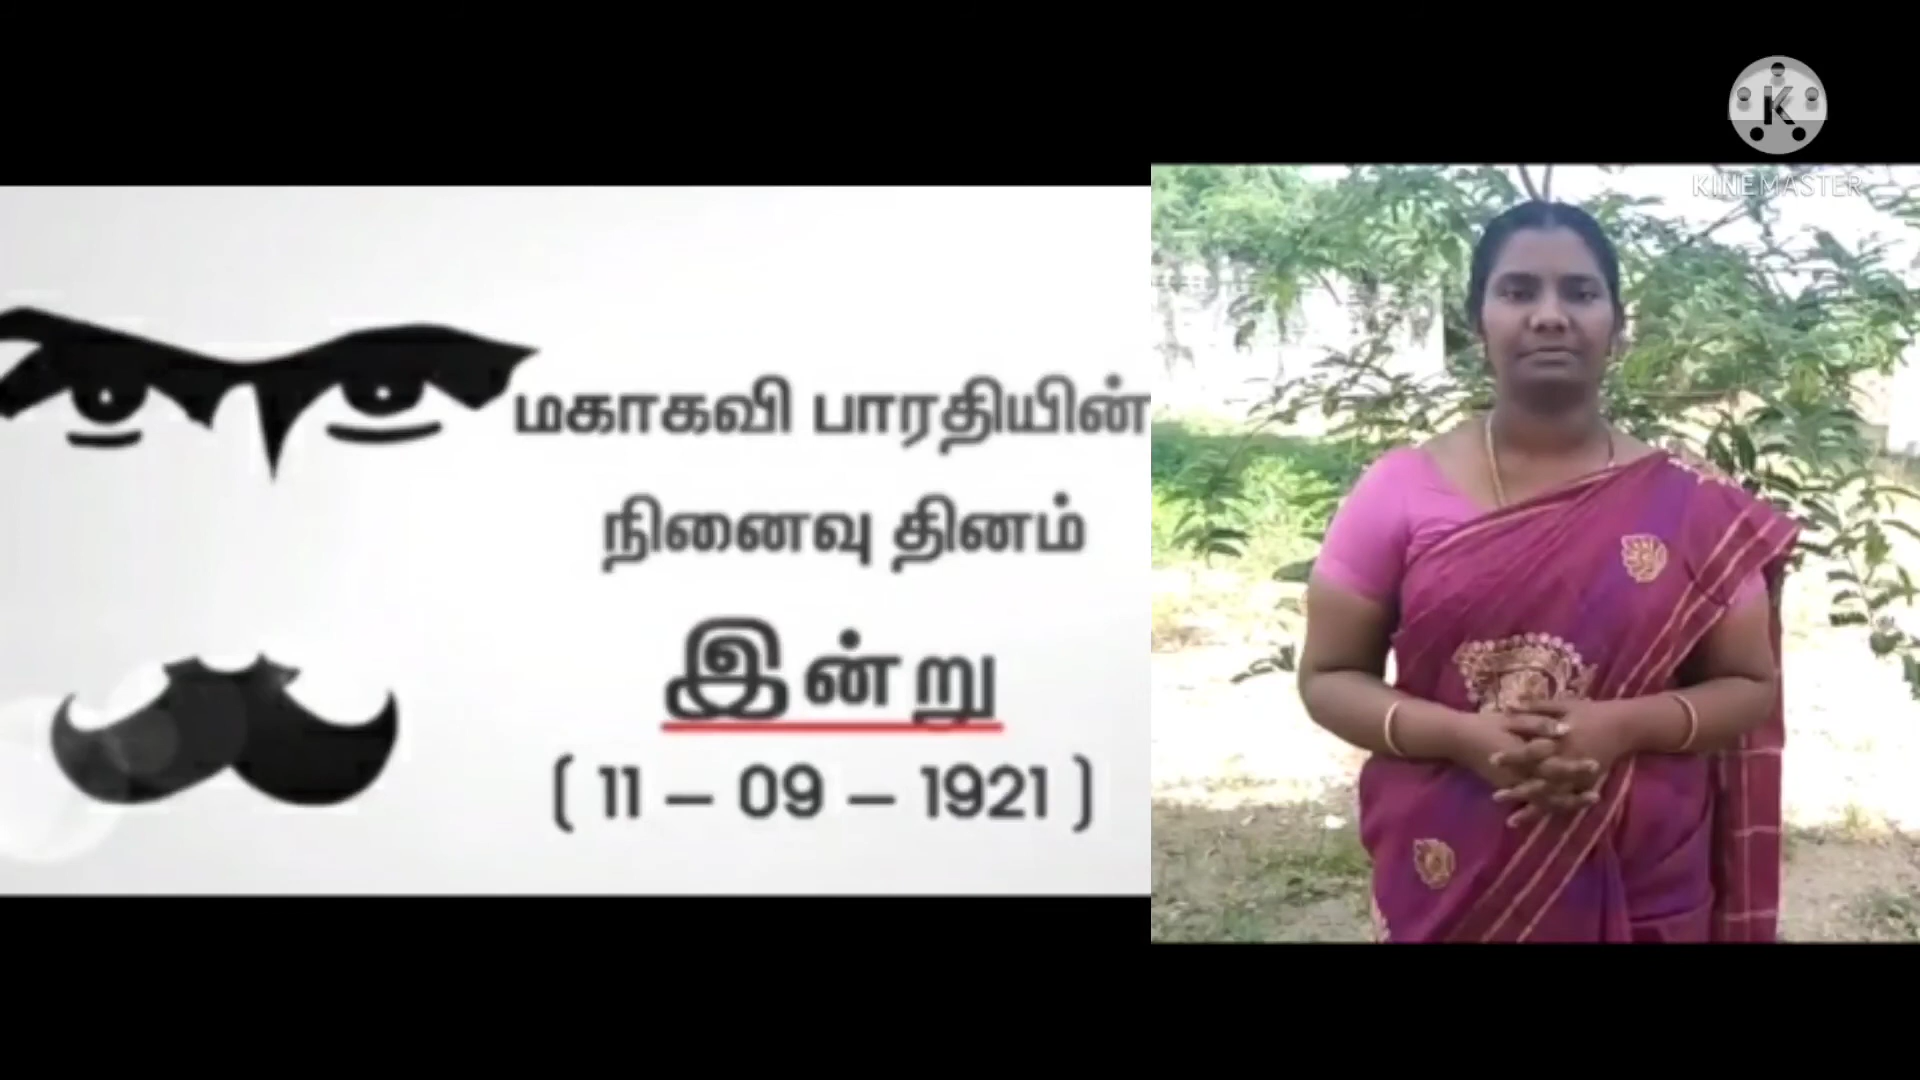 மகாகவி பாரதியின்
நினைவு தினம்
இன்று
( 11 – 09 – 1921 )
K
KINEMASTER